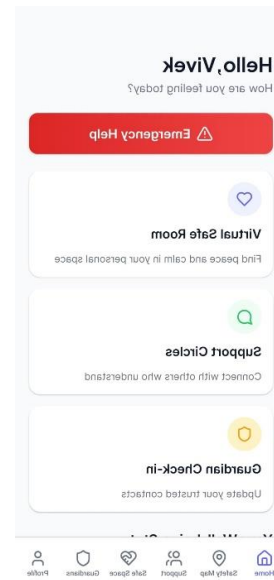 Hello, Vivek
How are you feeling today?
Emergency Help
Virtual Safe Room
Find peace and calm in your personal space
Support Circles
Connect with others who understand
Guardian Check-in
Update your trusted contacts
Home Safety Map Support Safe Space Guardians Profile